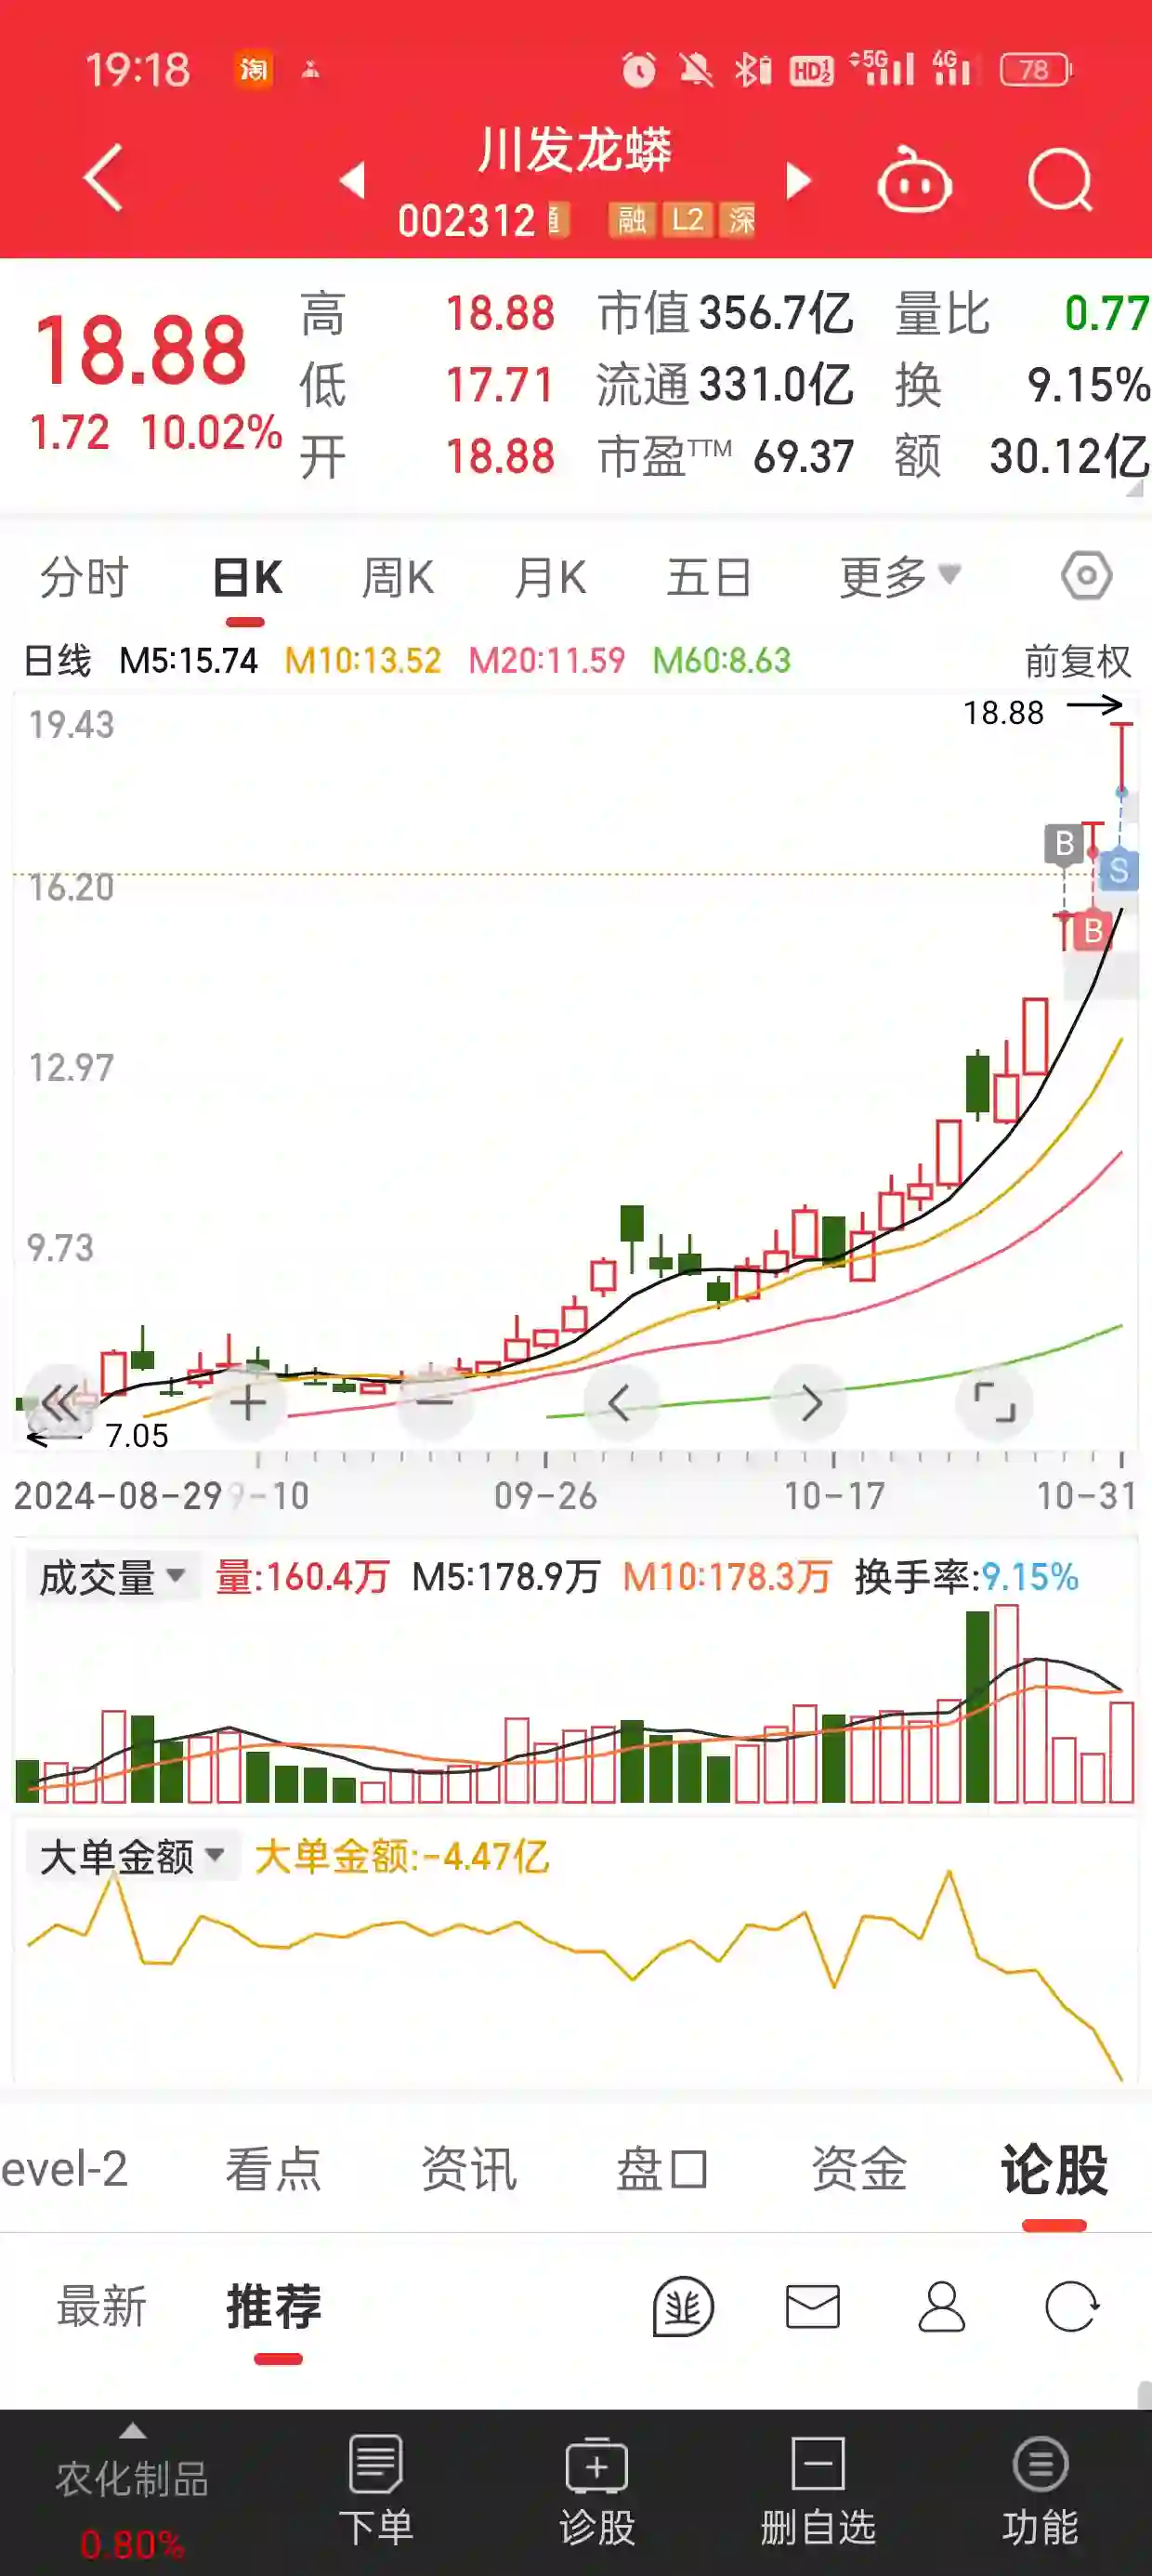 19:18 淘 HD 1 2 5G 4G 78
川发龙蟒
002312 融 L2 深
18.88 高 18.88 市值 356.7亿 量比 0.77
1.72 10.02% 低 17.71 流通 331.0亿 换 9.15%
开 18.88 市盈TTM 69.37 额 30.12亿
分时 日K 周K 月K 五日 更多
日线 M5:15.74 M10:13.52 M20:11.59 M60:8.63 前复权
19.43 18.88
B
16.20 S
B
12.97
9.73
7.05
2024-08-29 9-10 09-26 10-17 10-31
成交量 量:160.4万 M5:178.9万 M10:178.3万 换手率:9.15%
大单金额 大单金额:-4.47亿
evel-2 看点 资讯 盘口 资金 论股
最新 推荐
农化制品 下单 诊股 删自选 功能
0.80%